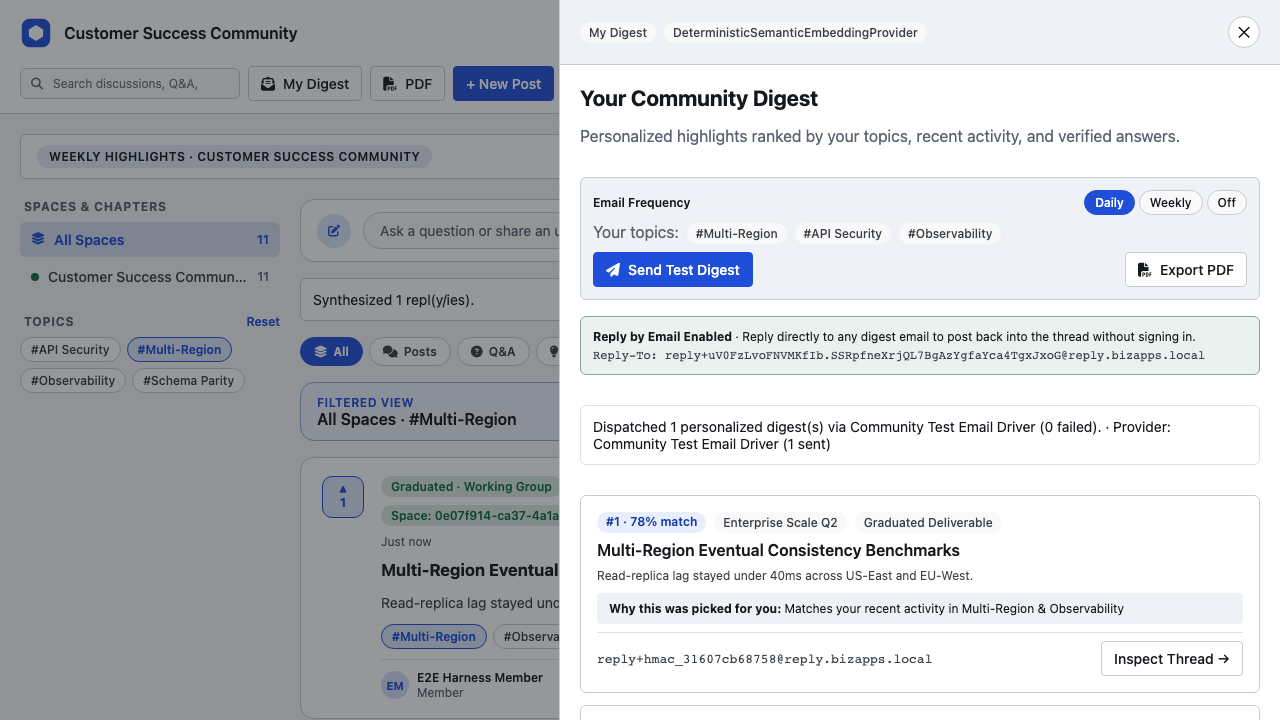 Customer Success Community
Search discussions, Q&A,
My Digest
PDF
+ New Post
WEEKLY HIGHLIGHTS · CUSTOMER SUCCESS COMMUNITY
SPACES & CHAPTERS
All Spaces 11
Customer Success Commun... 11
TOPICS Reset
#API Security #Multi-Region
#Observability #Schema Parity
Ask a question or share an u
Synthesized 1 repl(y/ies).
All Posts Q&A
FILTERED VIEW
All Spaces · #Multi-Region
▲
1
Graduated · Working Group
Space: 0e07f914-ca37-4a1a
Just now
Multi-Region Eventual
Read-replica lag stayed und
#Multi-Region #Observa
EM
E2E Harness Member
Member
My Digest DeterministicSemanticEmbeddingProvider
Your Community Digest
Personalized highlights ranked by your topics, recent activity, and verified answers.
Email Frequency Daily Weekly Off
Your topics: #Multi-Region #API Security #Observability
Send Test Digest Export PDF
Reply by Email Enabled · Reply directly to any digest email to post back into the thread without signing in.
Reply-To: reply+uV0FzLvoFNVMKfIb.SSRpfneXrjQL7BgAzYgfaYca4TgxJxoG@reply.bizapps.local
Dispatched 1 personalized digest(s) via Community Test Email Driver (0 failed). · Provider:
Community Test Email Driver (1 sent)
#1 · 78% match Enterprise Scale Q2 Graduated Deliverable
Multi-Region Eventual Consistency Benchmarks
Read-replica lag stayed under 40ms across US-East and EU-West.
Why this was picked for you: Matches your recent activity in Multi-Region & Observability
reply+hmac_31607cb68758@reply.bizapps.local
Inspect Thread →